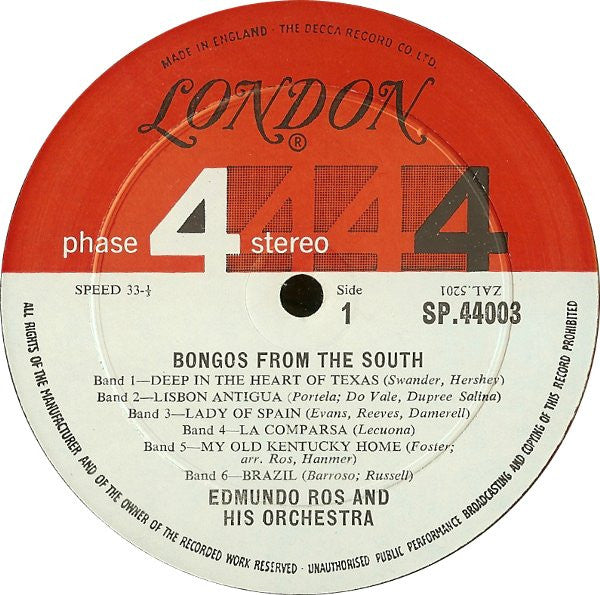 MADE IN ENGLAND · THE DECCA RECORD CO. LTD.
LONDON
®
phase 4 stereo 4 4 4
SPEED 33-⅓
Side
1
ZAL.5201
SP.44003
BONGOS FROM THE SOUTH
Band 1—DEEP IN THE HEART OF TEXAS (Swander, Hershey)
Band 2—LISBON ANTIGUA (Portela; Do Vale, Dupree Salina)
Band 3—LADY OF SPAIN (Evans, Reeves, Damerell)
Band 4—LA COMPARSA (Lecuona)
Band 5—MY OLD KENTUCKY HOME (Foster;
arr. Ros, Hanmer)
Band 6—BRAZIL (Barroso; Russell)
EDMUNDO ROS AND
HIS ORCHESTRA
ALL RIGHTS OF THE MANUFACTURER AND OF THE OWNER OF THE RECORDED WORK RESERVED · UNAUTHORISED PUBLIC PERFORMANCE BROADCASTING AND COPYING OF THIS RECORD PROHIBITED